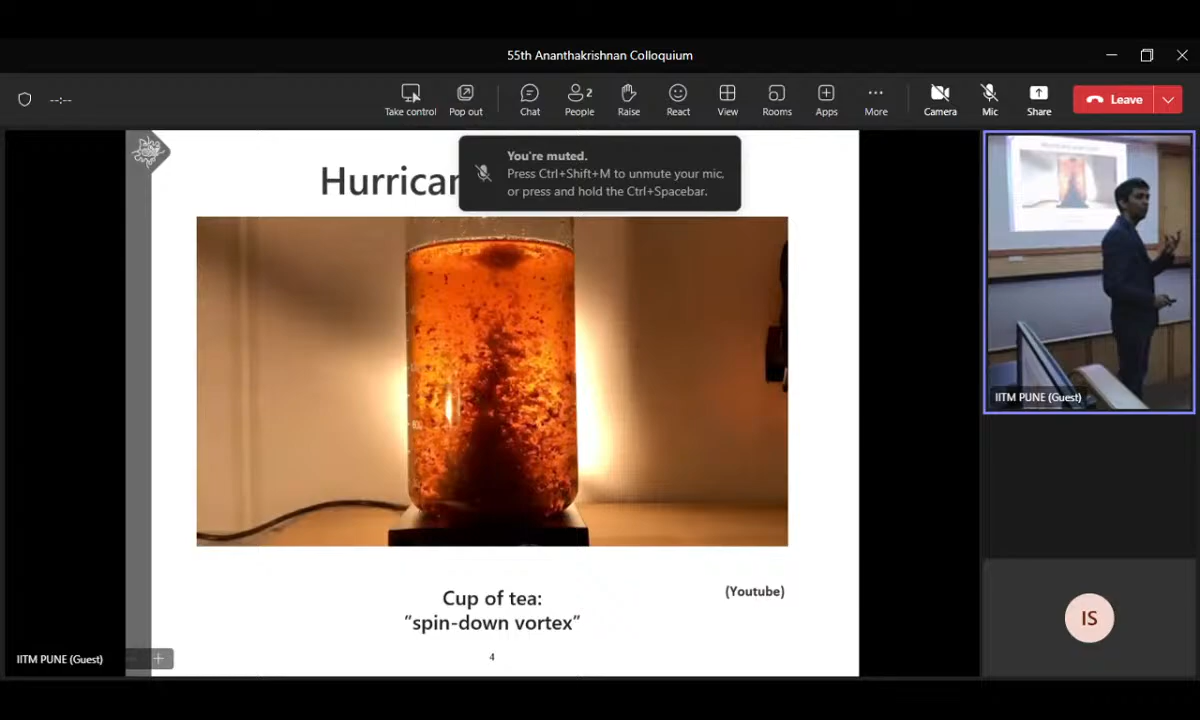 55th Ananthakrishnan Colloquium
--:--
Take control
Pop out
Chat
2
People
Raise
React
View
Rooms
Apps
More
Camera
Mic
Share
Leave
You're muted.
Press Ctrl+Shift+M to unmute your mic,
or press and hold the Ctrl+Spacebar.
600
Cup of tea:
"spin-down vortex"
(Youtube)
4
IITM PUNE (Guest)
IITM PUNE (Guest)
IS